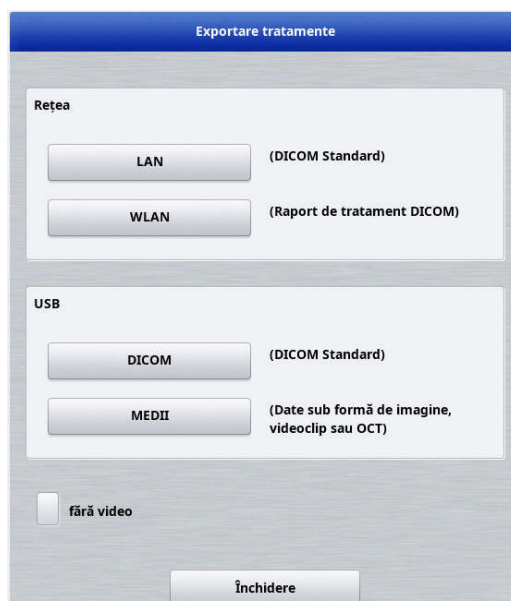 Exportare tratamente
Rețea
LAN
(DICOM Standard)
WLAN
(Raport de tratament DICOM)
USB
DICOM
(DICOM Standard)
MEDII
(Date sub formă de imagine,
videoclip sau OCT)
fără video
Închidere